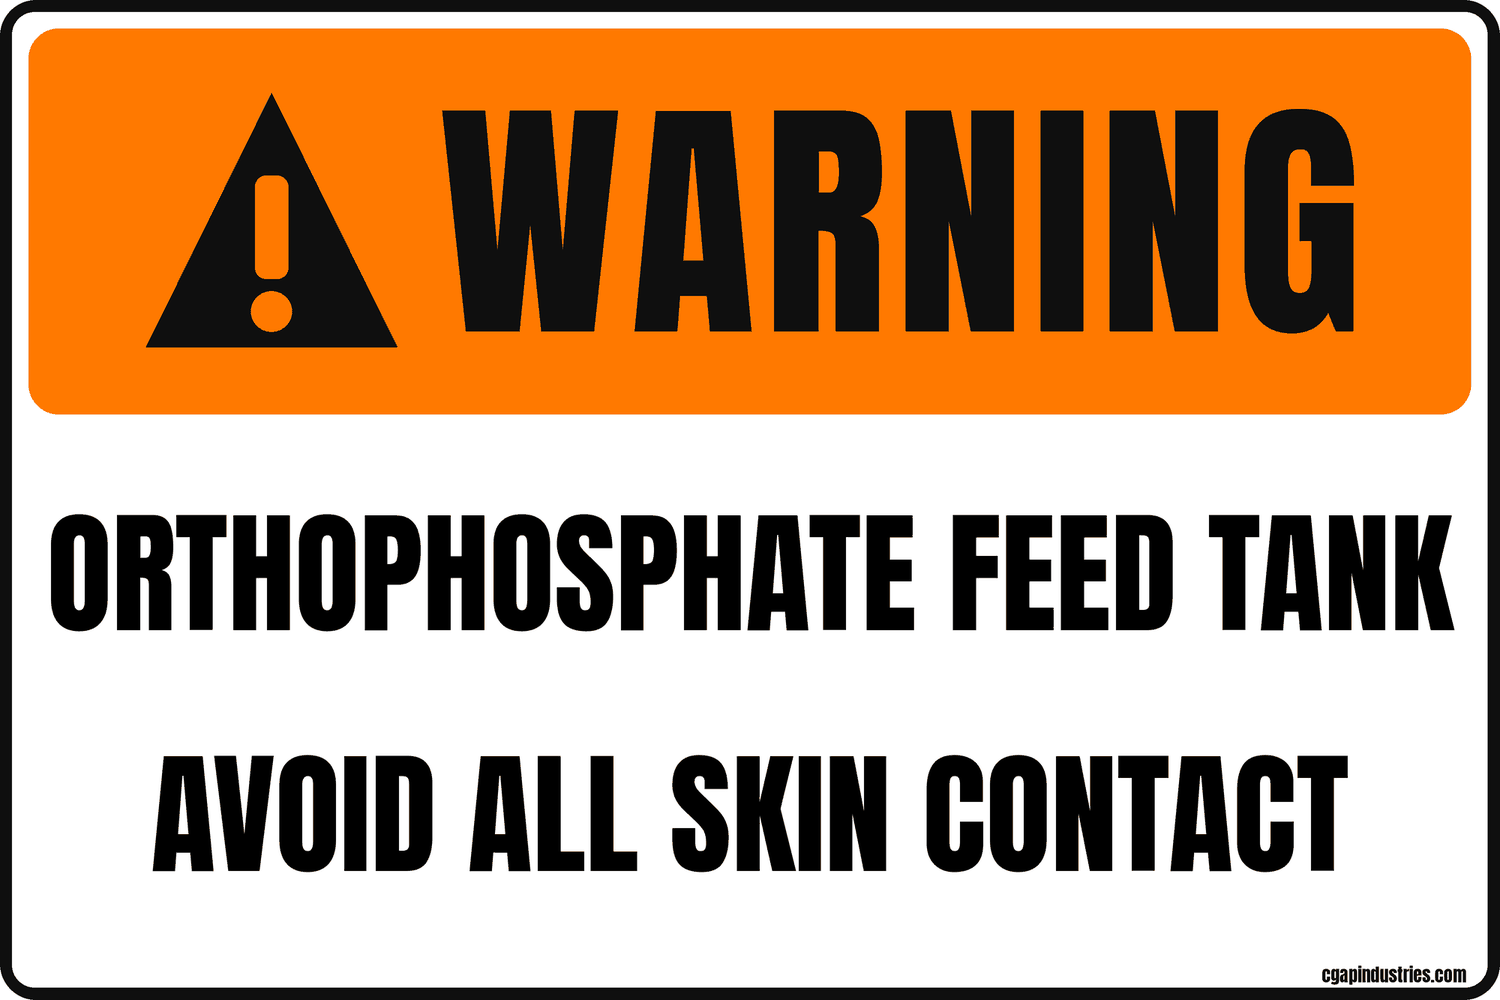 WARNING
ORTHOPHOSPHATE FEED TANK
AVOID ALL SKIN CONTACT
cgapindustries.com